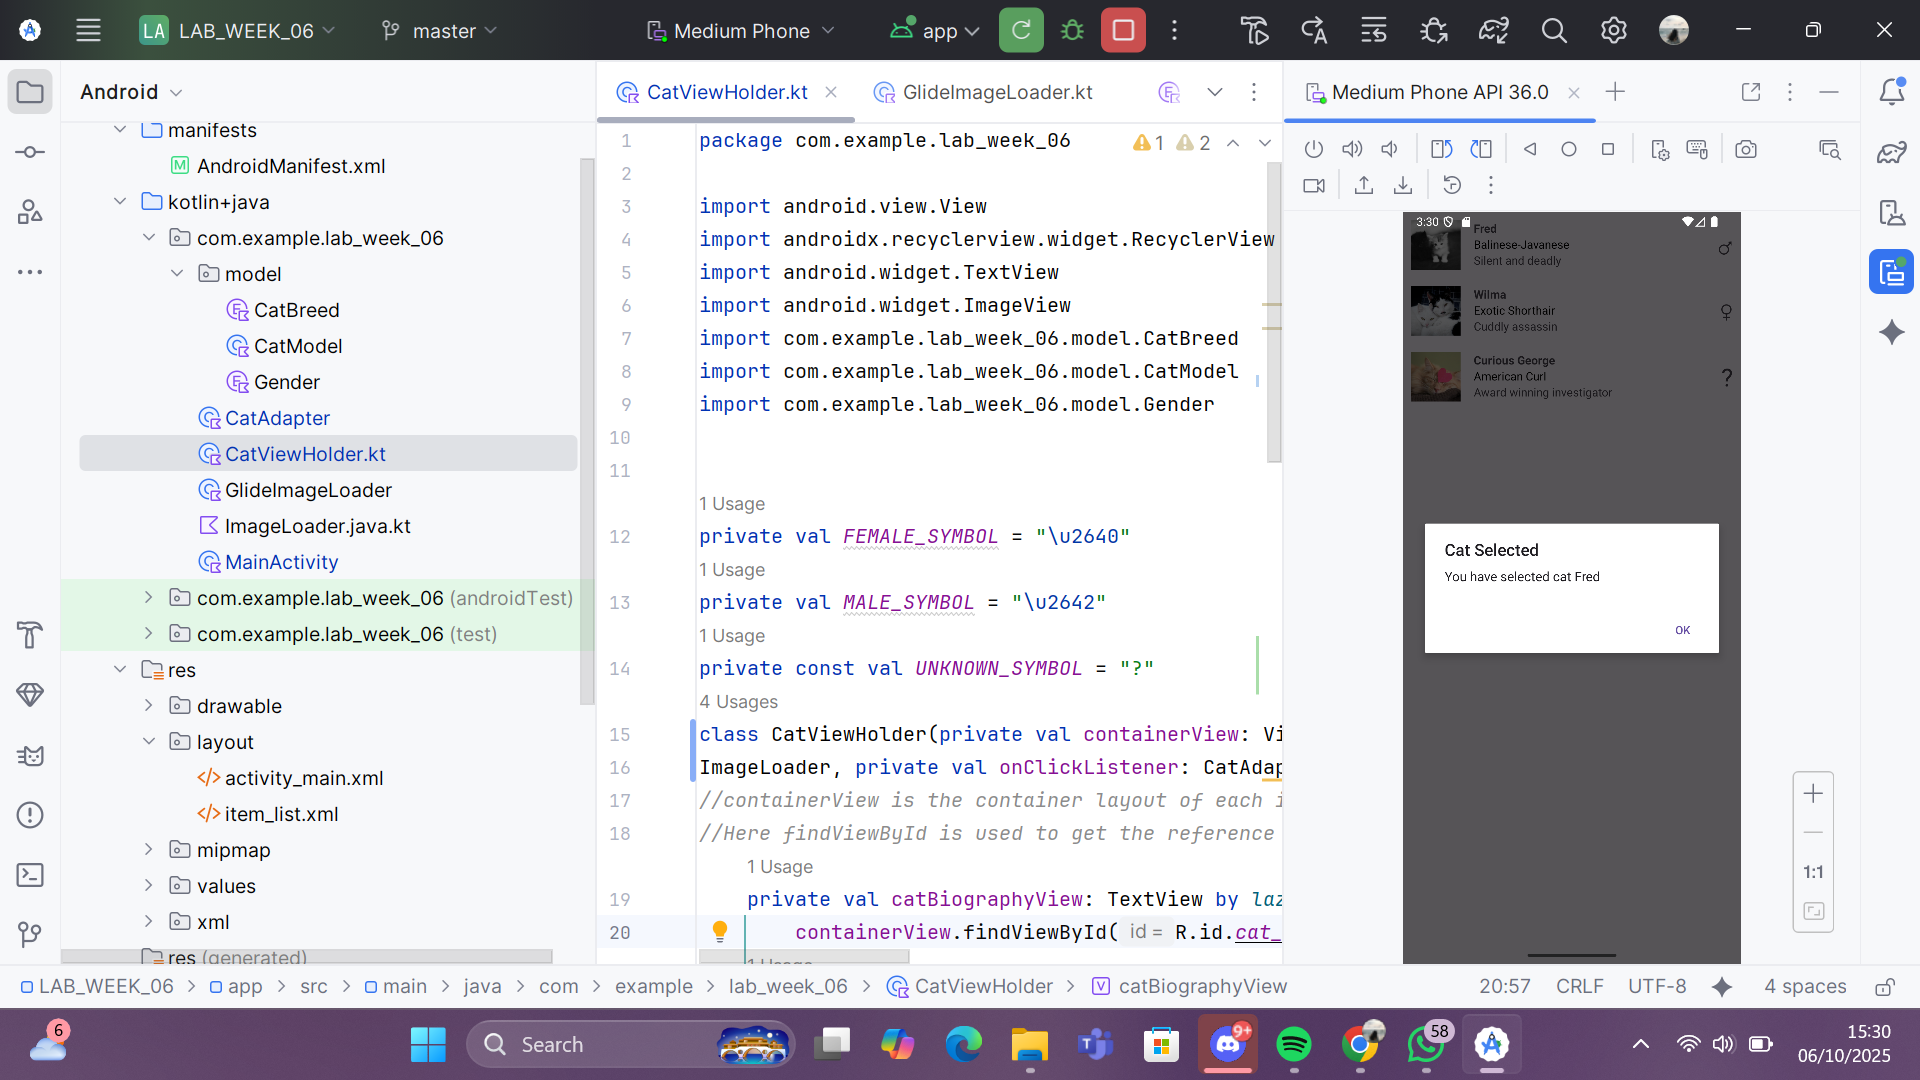 LA LAB_WEEK_06
master
Medium Phone
app
Android
manifests
AndroidManifest.xml
kotlin+java
com.example.lab_week_06
model
CatBreed
CatModel
Gender
CatAdapter
CatViewHolder.kt
GlideImageLoader
ImageLoader.java.kt
MainActivity
com.example.lab_week_06 (androidTest)
com.example.lab_week_06 (test)
res
drawable
layout
activity_main.xml
item_list.xml
mipmap
values
xml
res (generated)
CatViewHolder.kt
GlideImageLoader.kt
1 2
1 package com.example.lab_week_06
2
3 import android.view.View
4 import androidx.recyclerview.widget.RecyclerView
5 import android.widget.TextView
6 import android.widget.ImageView
7 import com.example.lab_week_06.model.CatBreed
8 import com.example.lab_week_06.model.CatModel
9 import com.example.lab_week_06.model.Gender
10
11
1 Usage
12 private val FEMALE_SYMBOL = "\u2640"
1 Usage
13 private val MALE_SYMBOL = "\u2642"
1 Usage
14 private const val UNKNOWN_SYMBOL = "?"
4 Usages
15 class CatViewHolder(private val containerView: Vi
16 ImageLoader, private val onClickListener: CatAdap
17 //containerView is the container layout of each i
18 //Here findViewById is used to get the reference
1 Usage
19 private val catBiographyView: TextView by laz
20 containerView.findViewById( id = R.id.cat_
1 Usage
Medium Phone API 36.0
3:30
Fred
Balinese-Javanese
Silent and deadly
♂
Wilma
Exotic Shorthair
Cuddly assassin
♀
Curious George
American Curl
Award winning investigator
?
Cat Selected
You have selected cat Fred
OK
1:1
LAB_WEEK_06 > app > src > main > java > com > example > lab_week_06 > CatViewHolder > catBiographyView
20:57 CRLF UTF-8 4 spaces
6
Search
9+
58
15:30
06/10/2025